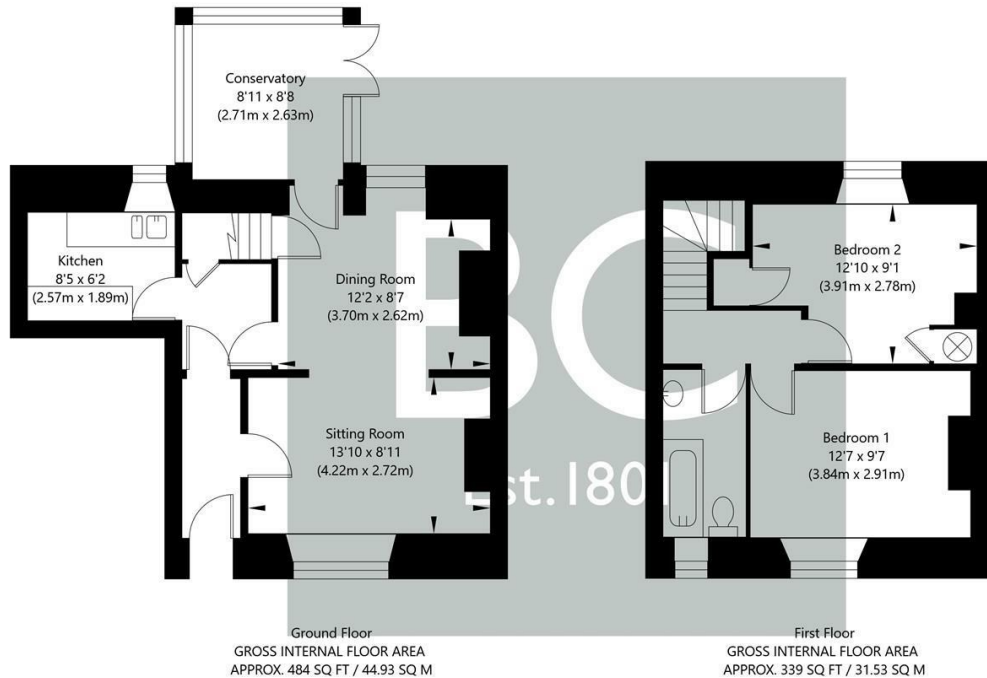 Conservatory
8'11 x 8'8
(2.71m x 2.63m)
Kitchen
8'5 x 6'2
(2.57m x 1.89m)
Dining Room
12'2 x 8'7
(3.70m x 2.62m)
Sitting Room
13'10 x 8'11
(4.22m x 2.72m)
Bedroom 2
12'10 x 9'1
(3.91m x 2.78m)
Bedroom 1
12'7 x 9'7
(3.84m x 2.91m)
BC
Est. 1801
Ground Floor
GROSS INTERNAL FLOOR AREA
APPROX. 484 SQ FT / 44.93 SQ M
First Floor
GROSS INTERNAL FLOOR AREA
APPROX. 339 SQ FT / 31.53 SQ M